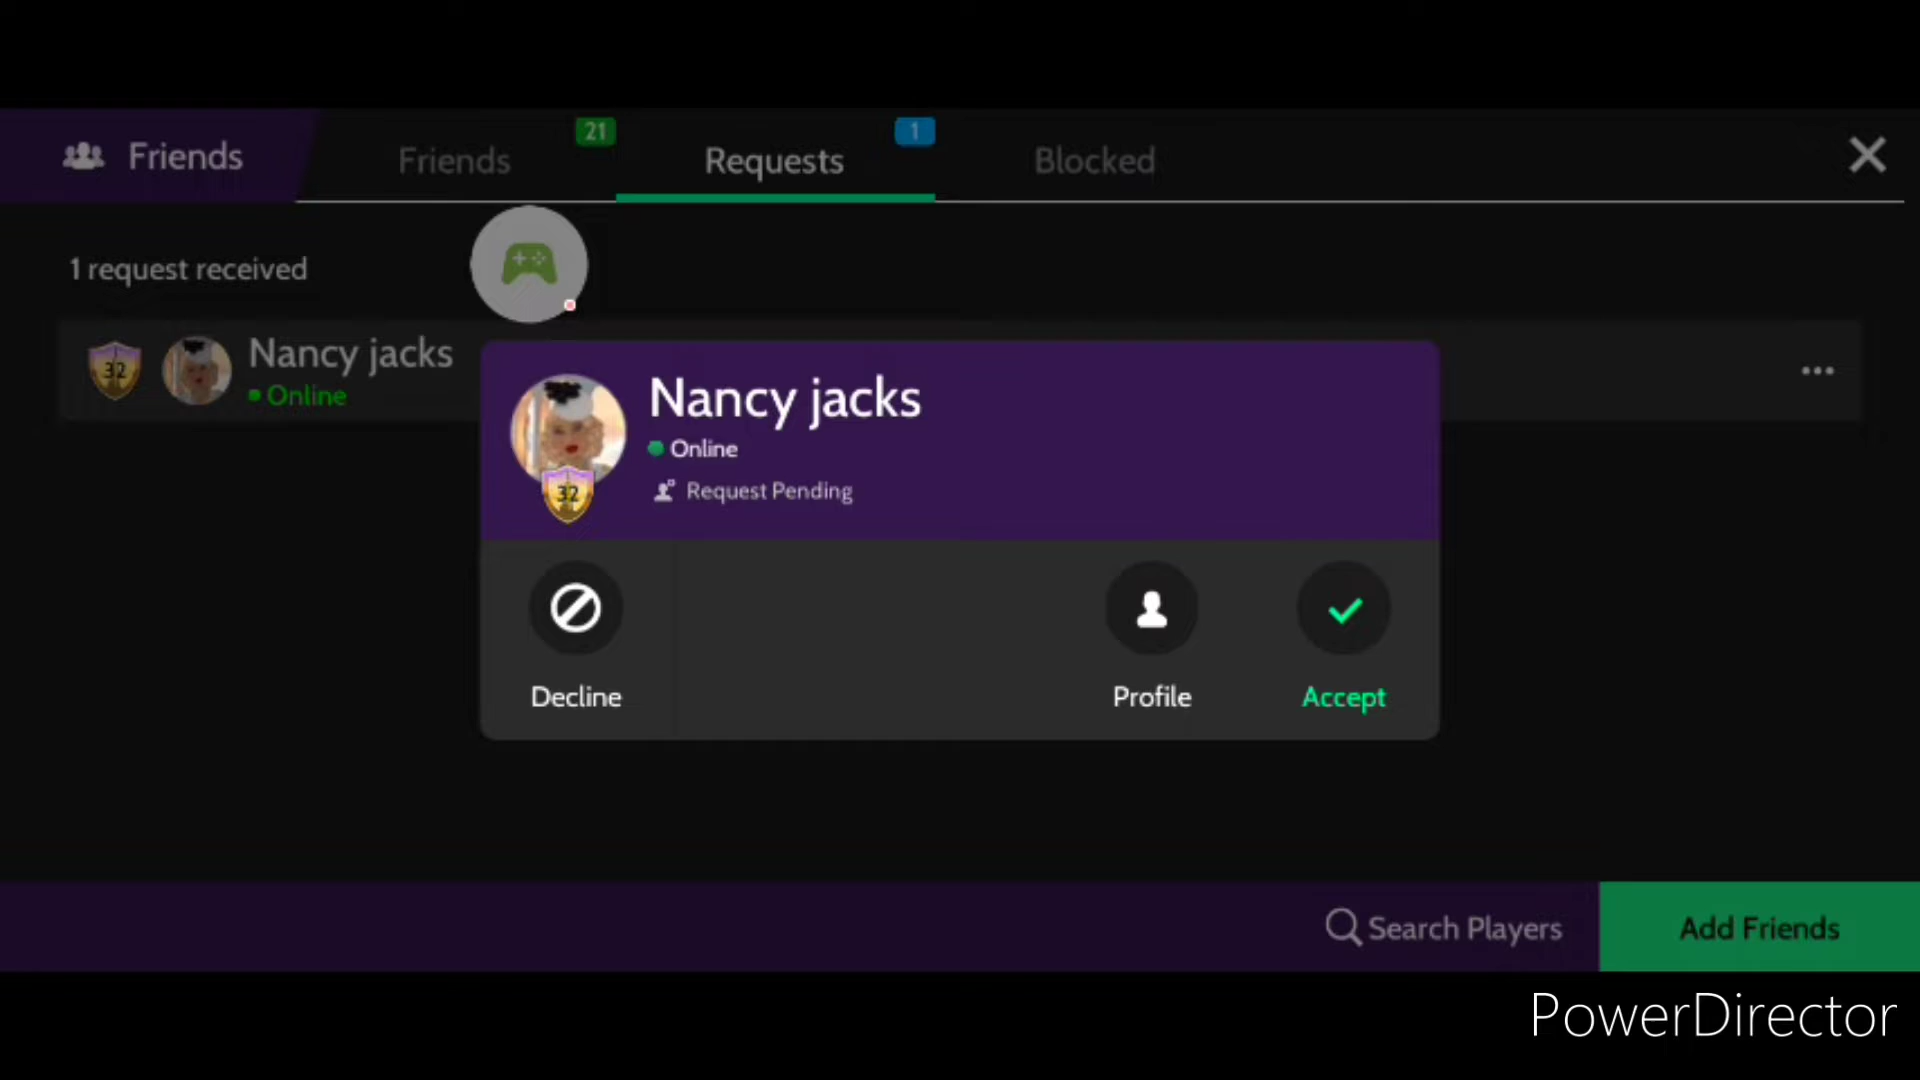 Friends
Friends
21
Requests
1
Blocked
1 request received
32
Nancy jacks
Online
Nancy jacks
Online
Request Pending
32
Decline
Profile
Accept
Search Players
Add Friends
PowerDirector